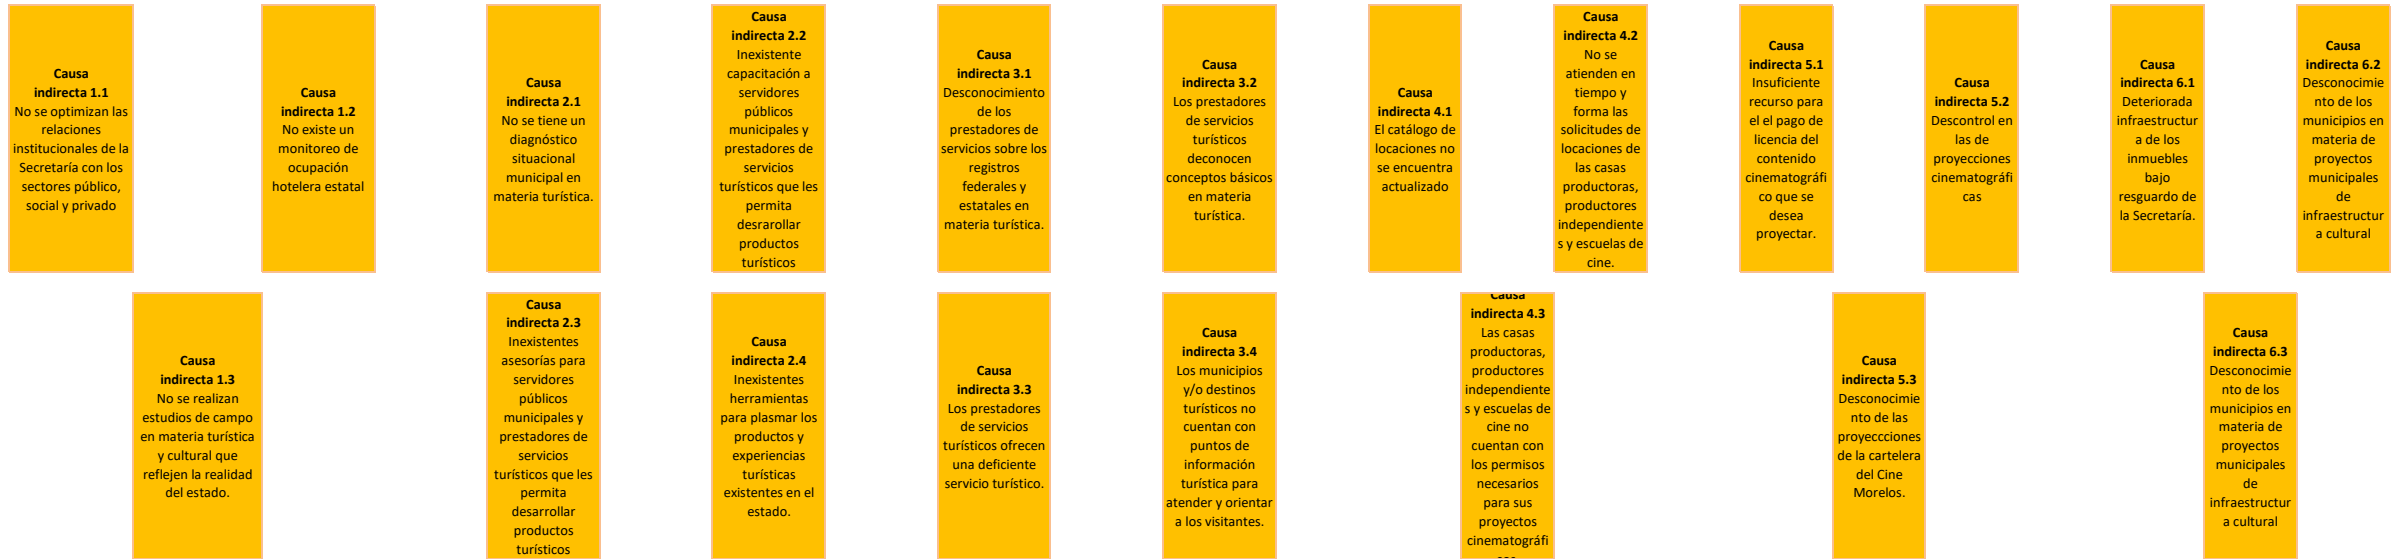 Causa
indirecta 1.1
No se optimizan las
relaciones
institucionales de la
Secretaría con los
sectores público,
social y privado
Causa
indirecta 1.2
No existe un
monitoreo de
ocupación
hotelera estatal
Causa
indirecta 2.1
No se tiene un
diagnóstico
situacional
municipal en
materia turística.
Causa
indirecta 2.2
Inexistente
capacitación a
servidores
públicos
municipales y
prestadores de
servicios
turísticos que les
permita
desrarollar
productos
turísticos
Causa
indirecta 3.1
Desconocimiento
de los
prestadores de
servicios sobre los
registros
federales y
estatales en
materia turística.
Causa
indirecta 3.2
Los prestadores
de servicios
turísticos
deconocen
conceptos básicos
en materia
turística.
Causa
indirecta 4.1
El catálogo de
locaciones no
se encuentra
actualizado
Causa
indirecta 4.2
No se
atienden en
tiempo y
forma las
solicitudes de
locaciones de
las casas
productoras,
productores
independiente
s y escuelas de
cine.
Causa
indirecta 5.1
Insuficiente
recurso para
el el pago de
licencia del
contenido
cinematográfi
co que se
desea
proyectar.
Causa
indirecta 5.2
Descontrol en
las de
proyecciones
cinematográfi
cas
Causa
indirecta 6.1
Deteriorada
infraestructur
a de los
inmuebles
bajo
resguardo de
la Secretaría.
Causa
indirecta 6.2
Desconocimie
nto de los
municipios en
materia de
proyectos
municipales
de
infraestructur
a cultural
Causa
indirecta 1.3
No se realizan
estudios de campo
en materia turística
y cultural que
reflejen la realidad
del estado.
Causa
indirecta 2.3
Inexistentes
asesorías para
servidores
públicos
municipales y
prestadores de
servicios
turísticos que les
permita
desarrollar
productos
turísticos
Causa
indirecta 2.4
Inexistentes
herramientas
para plasmar los
productos y
experiencias
turísticas
existentes en el
estado.
Causa
indirecta 3.3
Los prestadores
de servicios
turísticos ofrecen
una deficiente
servicio turístico.
Causa
indirecta 3.4
Los municipios
y/o destinos
turísticos no
cuentan con
puntos de
información
turística para
atender y orientar
a los visitantes.
Causa
indirecta 4.3
Las casas
productoras,
productores
independiente
s y escuelas de
cine no
cuentan con
los permisos
necesarios
para sus
proyectos
cinematográfi
Causa
indirecta 5.3
Desconocimie
nto de las
proyeccciones
de la cartelera
del Cine
Morelos.
Causa
indirecta 6.3
Desconocimie
nto de los
municipios en
materia de
proyectos
municipales
de
infraestructur
a cultural